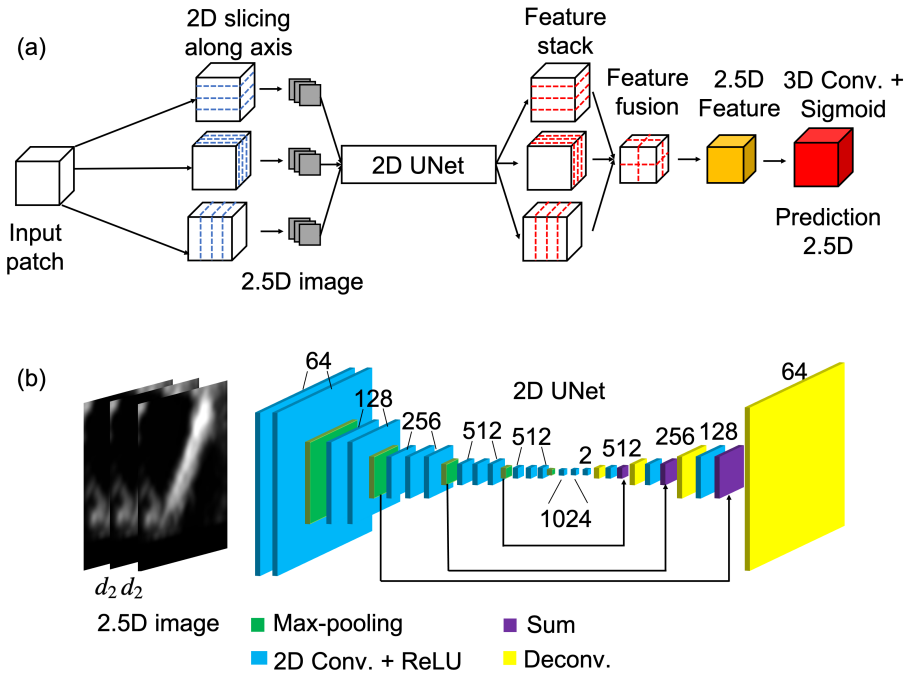 (a)
2D slicing
along axis
Feature
stack
Feature
fusion
2.5D
Feature
3D Conv. +
Sigmoid
2D UNet
Input
patch
2.5D image
Prediction
2.5D
(b)
2D UNet
64
128
256
512
512
1024
2
512
256
128
64
d₂ d₂
2.5D image
Max-pooling
Sum
2D Conv. + ReLU
Deconv.